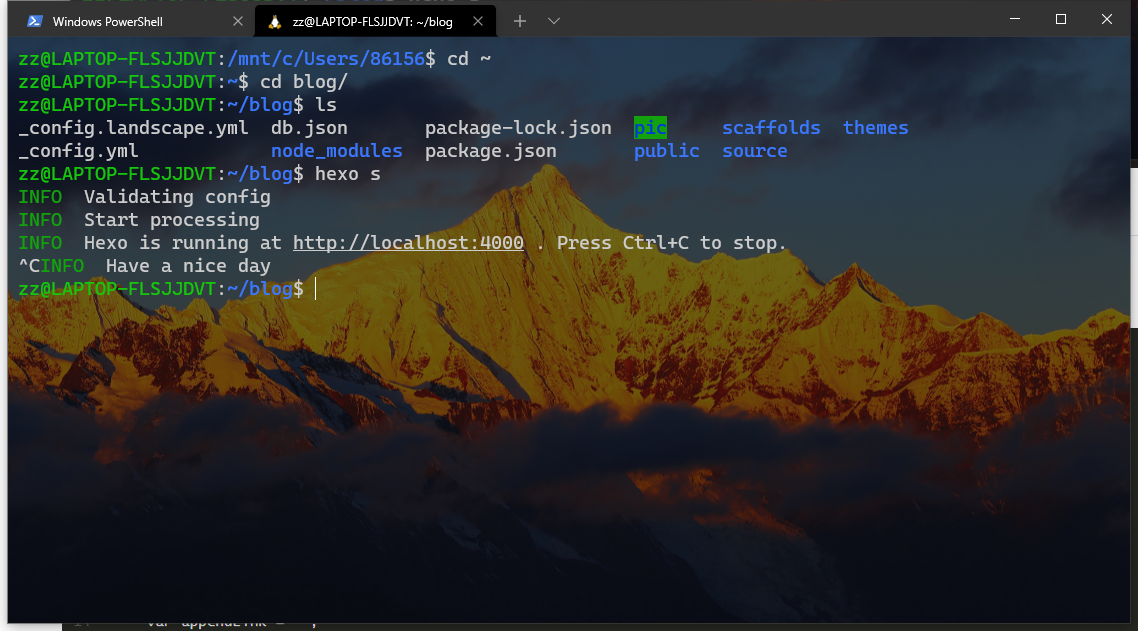 Windows PowerShell
zz@LAPTOP-FLSJJDVT: ~/blog
zz@LAPTOP-FLSJJDVT:/mnt/c/Users/86156$ cd ~
zz@LAPTOP-FLSJJDVT:~$ cd blog/
zz@LAPTOP-FLSJJDVT:~/blog$ ls
_config.landscape.yml  db.json       package-lock.json  pic     scaffolds  themes
_config.yml            node_modules  package.json       public  source
zz@LAPTOP-FLSJJDVT:~/blog$ hexo s
INFO  Validating config
INFO  Start processing
INFO  Hexo is running at http://localhost:4000 . Press Ctrl+C to stop.
^CINFO  Have a nice day
zz@LAPTOP-FLSJJDVT:~/blog$